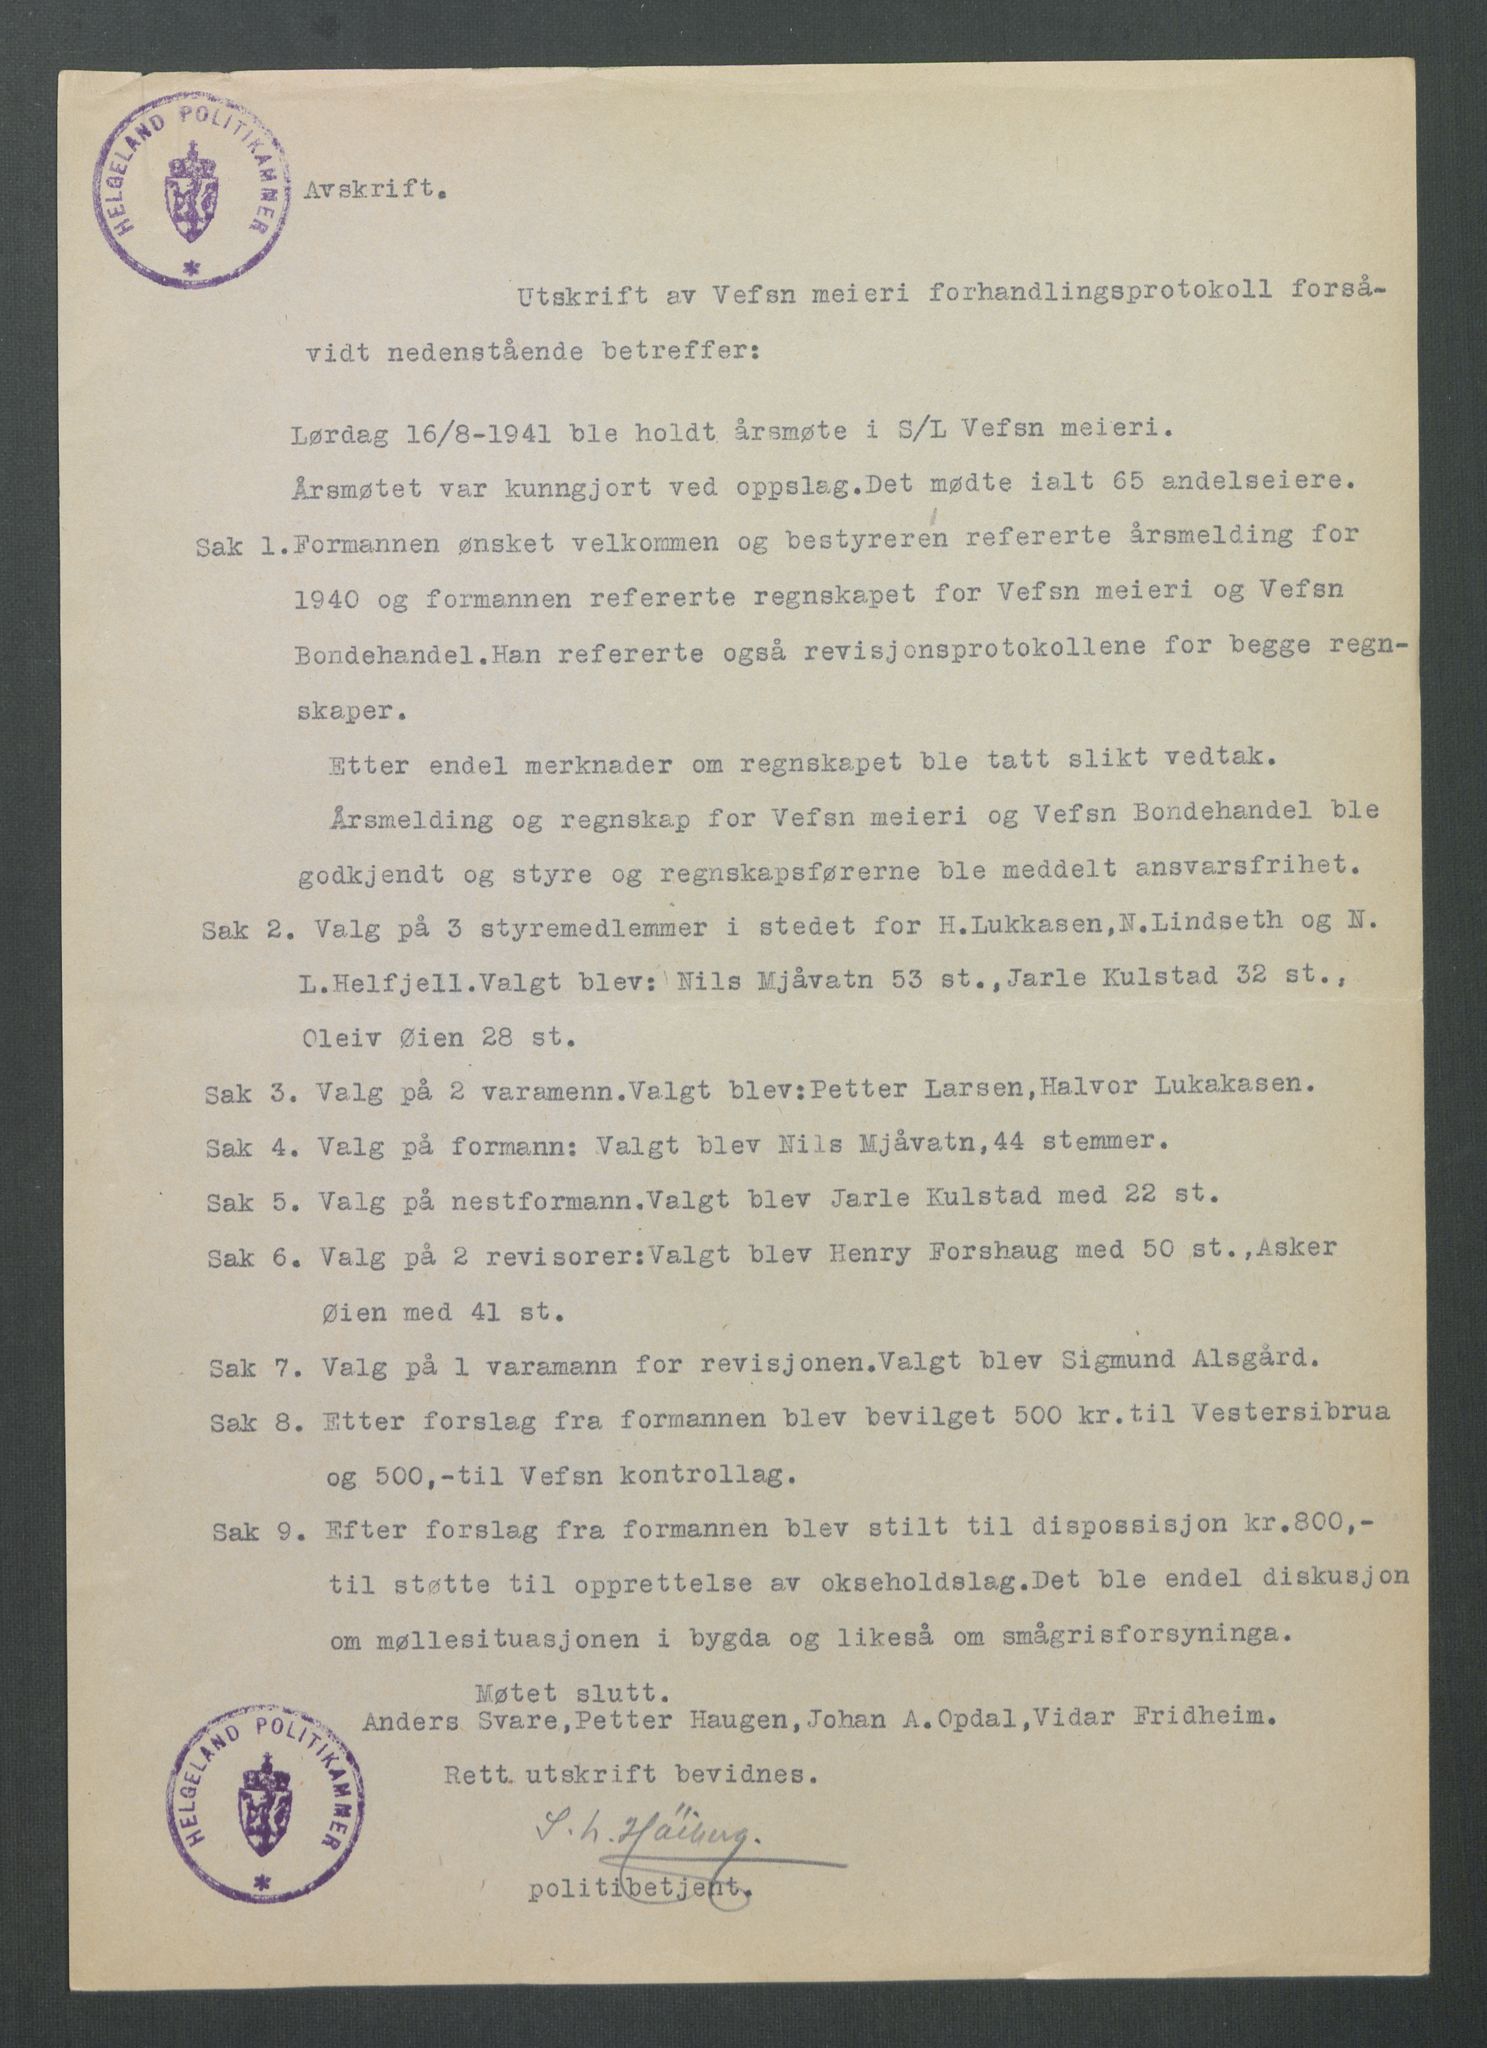 HELGELAND POLITIKAMMER
Avskrift.
Utskrift av Vefsn meieri forhandlingsprotokoll forså-
vidt nedenstående betreffer:
Lørdag 16/8-1941 ble holdt årsmøte i S/L Vefsn meieri.
Årsmøtet var kunngjort ved oppslag.Det mødte ialt 65 andelseiere.
Sak 1.Formannen ønsket velkommen og bestyreren refererte årsmelding for
1940 og formannen refererte regnskapet for Vefsn meieri og Vefsn
Bondehandel.Han refererte også revisjonsprotokollene for begge regn-
skaper.
Etter endel merknader om regnskapet ble tatt slikt vedtak.
Årsmelding og regnskap for Vefsn meieri og Vefsn Bondehandel ble
godkjendt og styre og regnskapsførerne ble meddelt ansvarsfrihet.
Sak 2. Valg på 3 styremedlemmer i stedet for H.Lukkasen,N.Lindseth og N.
L.Helfjell.Valgt blev: Nils Mjåvatn 53 st.,Jarle Kulstad 32 st.,
Oleiv Øien 28 st.
Sak 3. Valg på 2 varamenn.Valgt blev:Petter Larsen,Halvor Lukakasen.
Sak 4. Valg på formann: Valgt blev Nils Mjåvatn,44 stemmer.
Sak 5. Valg på nestformann.Valgt blev Jarle Kulstad med 22 st.
Sak 6. Valg på 2 revisorer:Valgt blev Henry Forshaug med 50 st.,Asker
Øien med 41 st.
Sak 7. Valg på 1 varamann for revisjonen.Valgt blev Sigmund Alsgård.
Sak 8. Etter forslag fra formannen blev bevilget 500 kr.til Vestersibrua
og 500,-til Vefsn kontrollag.
Sak 9. Efter forslag fra formannen blev stilt til dispossisjon kr.800,-
til støtte til opprettelse av okseholdslag.Det ble endel diskusjon
om møllesituasjonen i bygda og likeså om smågrisforsyninga.
Møtet slutt.
Anders Svare,Petter Haugen,Johan A.Opdal,Vidar Fridheim.
HELGELAND POLITIKAMMER
Rett utskrift bevidnes.
S. h. Höiberg.
politibetjent.